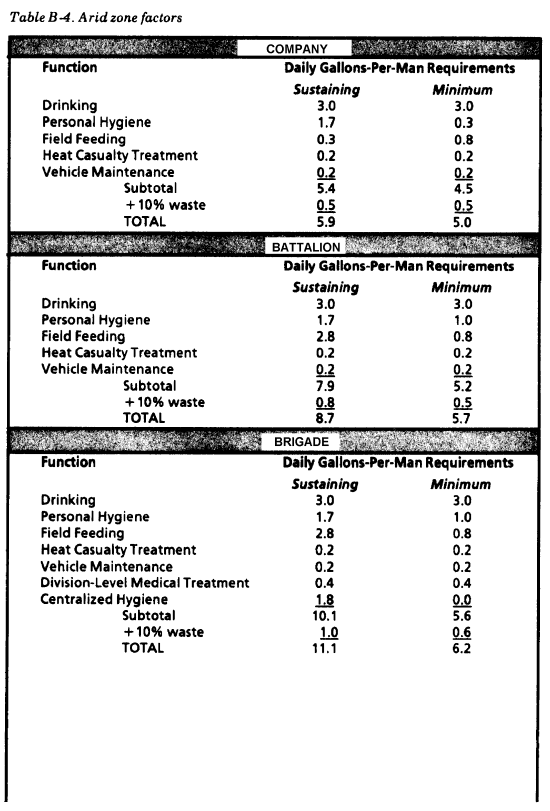 Table B-4. Arid zone factors
COMPANY
Function Daily Gallons-Per-Man Requirements
Sustaining Minimum
Drinking 3.0 3.0
Personal Hygiene 1.7 0.3
Field Feeding 0.3 0.8
Heat Casualty Treatment 0.2 0.2
Vehicle Maintenance 0.2 0.2
Subtotal 5.4 4.5
+10% waste 0.5 0.5
TOTAL 5.9 5.0
BATTALION
Function Daily Gallons-Per-Man Requirements
Sustaining Minimum
Drinking 3.0 3.0
Personal Hygiene 1.7 1.0
Field Feeding 2.8 0.8
Heat Casualty Treatment 0.2 0.2
Vehicle Maintenance 0.2 0.2
Subtotal 7.9 5.2
+10% waste 0.8 0.5
TOTAL 8.7 5.7
BRIGADE
Function Daily Gallons-Per-Man Requirements
Sustaining Minimum
Drinking 3.0 3.0
Personal Hygiene 1.7 1.0
Field Feeding 2.8 0.8
Heat Casualty Treatment 0.2 0.2
Vehicle Maintenance 0.2 0.2
Division-Level Medical Treatment 0.4 0.4
Centralized Hygiene 1.8 0.0
Subtotal 10.1 5.6
+10% waste 1.0 0.6
TOTAL 11.1 6.2